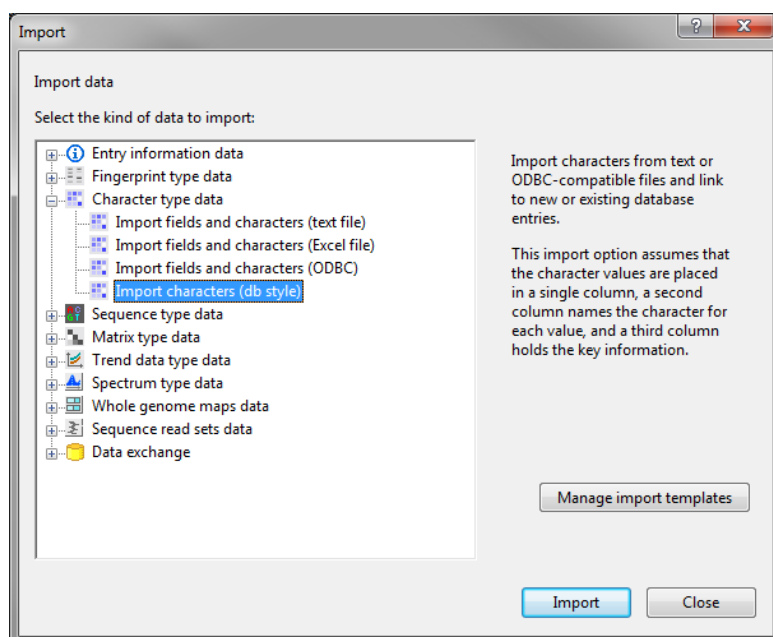 Import
Import data
Select the kind of data to import:
Entry information data
Fingerprint type data
Character type data
Import fields and characters (text file)
Import fields and characters (Excel file)
Import fields and characters (ODBC)
Import characters (db style)
Sequence type data
Matrix type data
Trend data type data
Spectrum type data
Whole genome maps data
Sequence read sets data
Data exchange
Import characters from text or
ODBC-compatible files and link
to new or existing database
entries.
This import option assumes that
the character values are placed
in a single column, a second
column names the character for
each value, and a third column
holds the key information.
Manage import templates
Import
Close